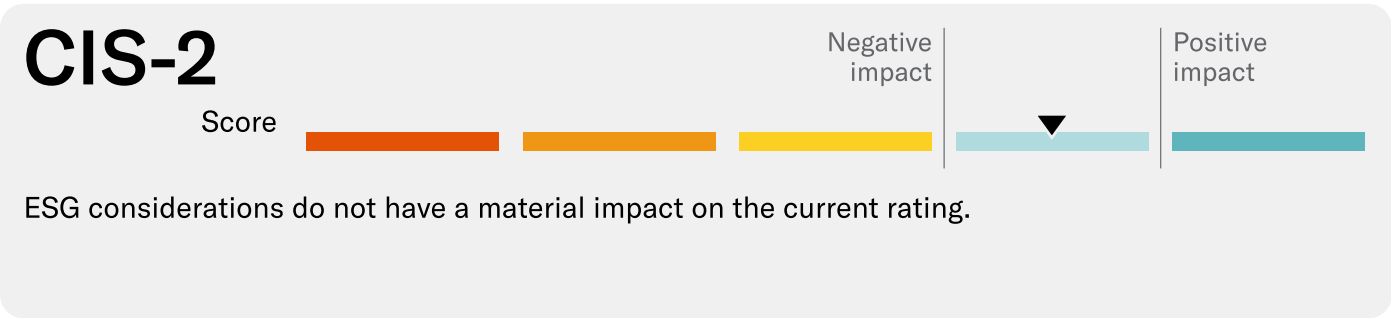 CIS-2
Negative
impact
Positive
impact
Score
ESG considerations do not have a material impact on the current rating.